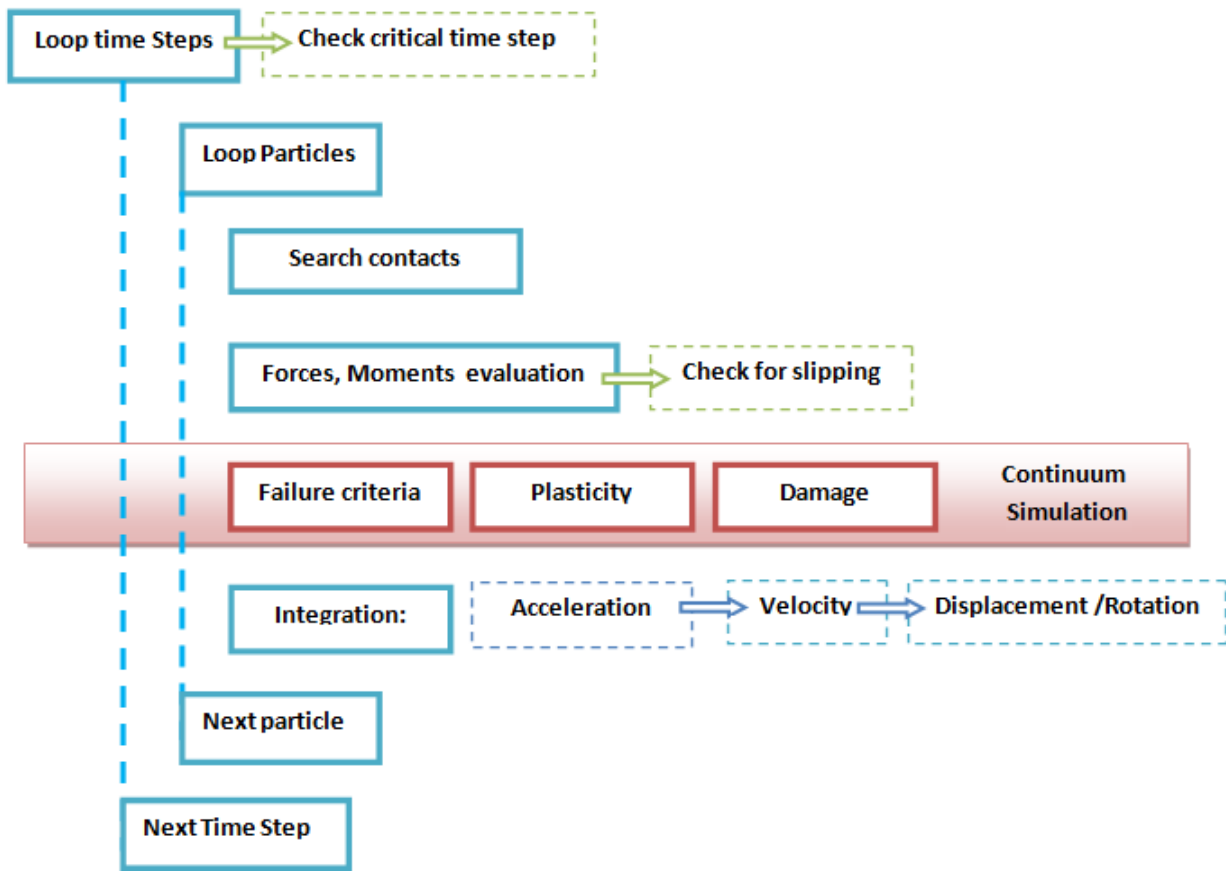 Loop time Steps
Check critical time step
Loop Particles
Search contacts
Forces, Moments evaluation
Check for slipping
Failure criteria
Plasticity
Damage
Continuum
Simulation
Integration:
Acceleration
Velocity
Displacement /Rotation
Next particle
Next Time Step